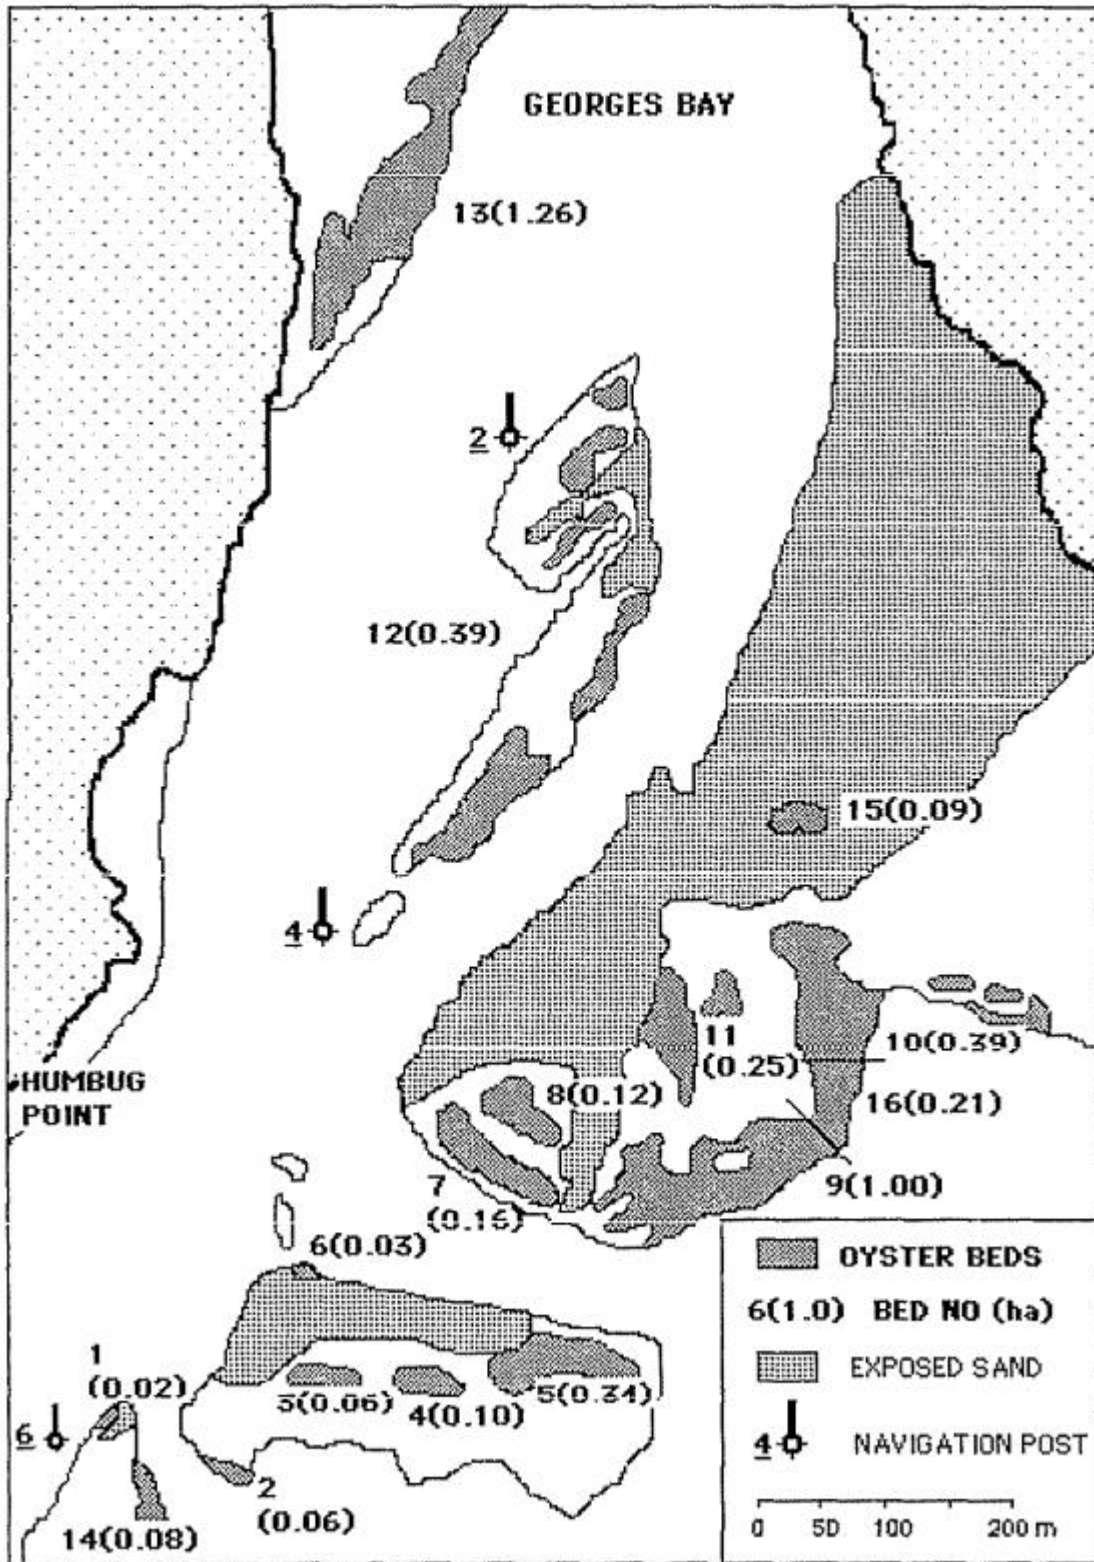 GEORGES BAY
13(1.26)
2
12(0.39)
15(0.09)
4
11
(0.25)
10(0.39)
HUMBUG
POINT
8(0.12)
16(0.21)
7
(0.16)
9(1.00)
6(0.03)
OYSTER BEDS
6(1.0) BED NO (ha)
EXPOSED SAND
4 NAVIGATION POST
0 50 100 200 m
1
(0.02)
3(0.06)
4(0.10)
5(0.34)
6
2
(0.06)
14(0.08)